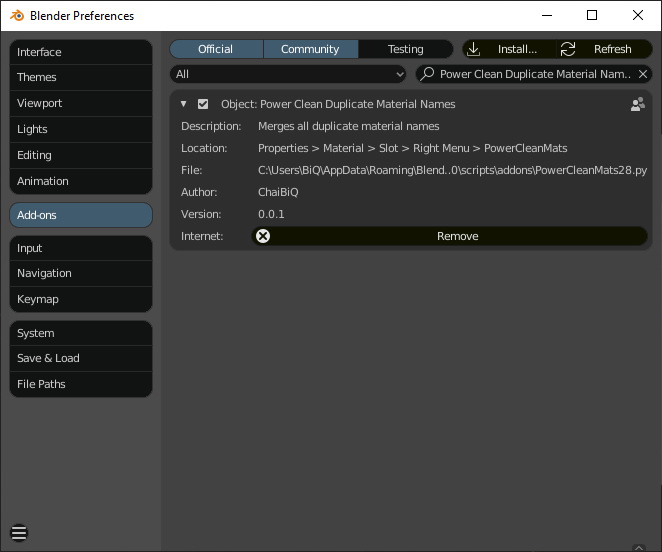 Blender Preferences
Interface
Themes
Viewport
Lights
Editing
Animation
Add-ons
Input
Navigation
Keymap
System
Save & Load
File Paths
Official Community Testing Install... Refresh
All Power Clean Duplicate Material Nam..
Object: Power Clean Duplicate Material Names
Description: Merges all duplicate material names
Location: Properties > Material > Slot > Right Menu > PowerCleanMats
File: C:\Users\BiQ\AppData\Roaming\Blend..0\scripts\addons\PowerCleanMats28.py
Author: ChaiBiQ
Version: 0.0.1
Internet: Remove